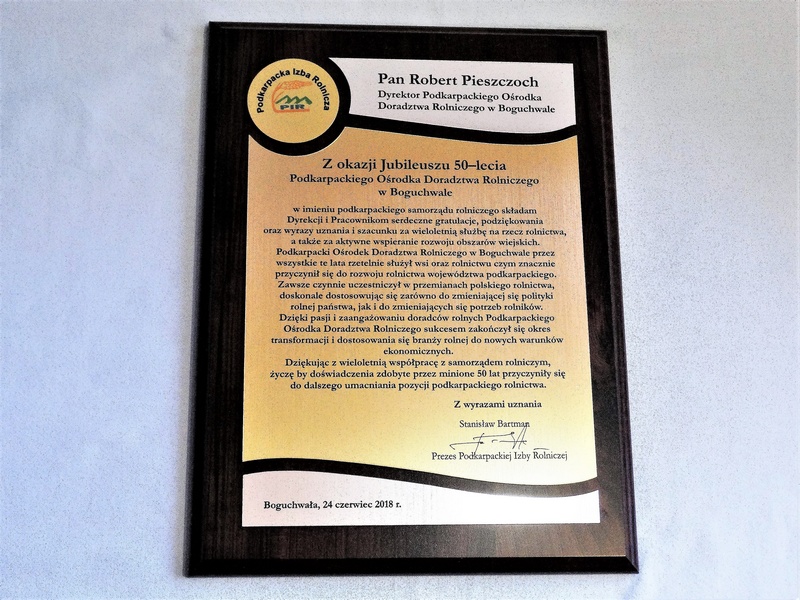 Podkarpacka Izba Rolnicza
PIR
Pan Robert Pieszczoch
Dyrektor Podkarpackiego Ośrodka
Doradztwa Rolniczego w Boguchwale
Z okazji Jubileuszu 50–lecia
Podkarpackiego Ośrodka Doradztwa Rolniczego
w Boguchwale
w imieniu podkarpackiego samorządu rolniczego składam
Dyrekcji i Pracownikom serdeczne gratulacje, podziękowania
oraz wyrazy uznania i szacunku za wieloletnią służbę na rzecz rolnictwa,
a także za aktywne wspieranie rozwoju obszarów wiejskich.
Podkarpacki Ośrodek Doradztwa Rolniczego w Boguchwale przez
wszystkie te lata rzetelnie służył wsi oraz rolnictwu czym znacznie
przyczynił się do rozwoju rolnictwa województwa podkarpackiego.
Zawsze czynnie uczestniczył w przemianach polskiego rolnictwa,
doskonale dostosowując się zarówno do zmieniającej się polityki
rolnej państwa, jak i do zmieniających się potrzeb rolników.
Dzięki pasji i zaangażowaniu doradców rolnych Podkarpackiego
Ośrodka Doradztwa Rolniczego sukcesem zakończył się okres
transformacji i dostosowania się branży rolnej do nowych warunków
ekonomicznych.
Dziękując z wieloletnią współpracę z samorządem rolniczym,
życzę by doświadczenia zdobyte przez minione 50 lat przyczyniły się
do dalszego umacniania pozycji podkarpackiego rolnictwa.
Z wyrazami uznania
Stanisław Bartman
Prezes Podkarpackiej Izby Rolniczej
Boguchwała, 24 czerwiec 2018 r.